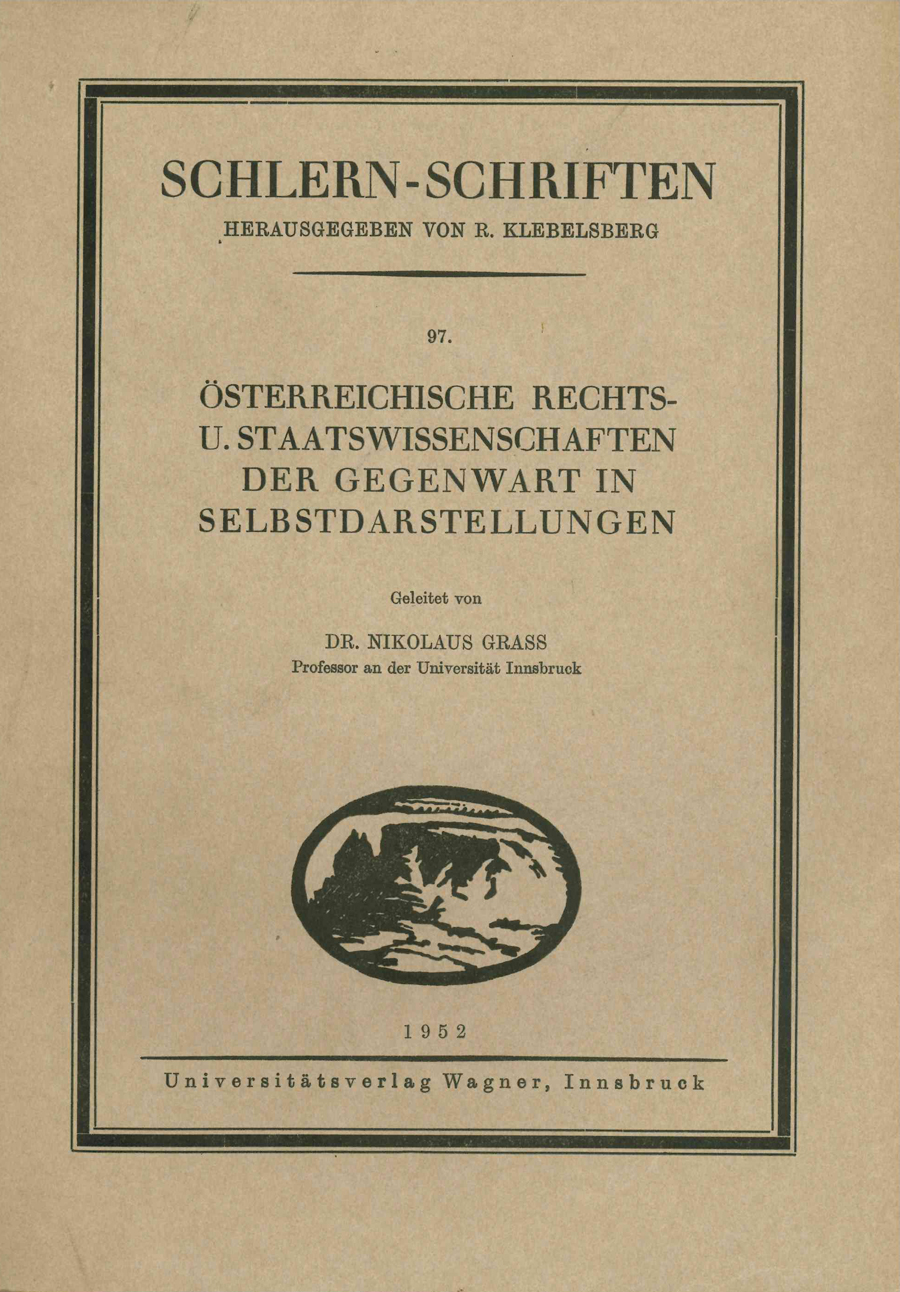 SCHLERN-SCHRIFTEN
HERAUSGEGEBEN VON R. KLEBELSBERG
97.
ÖSTERREICHISCHE RECHTS-
U. STAATSWISSENSCHAFTEN
DER GEGENWART IN
SELBSTDARSTELLUNGEN
Geleitet von
DR. NIKOLAUS GRASS
Professor an der Universität Innsbruck
1952
Universitätsverlag Wagner, Innsbruck